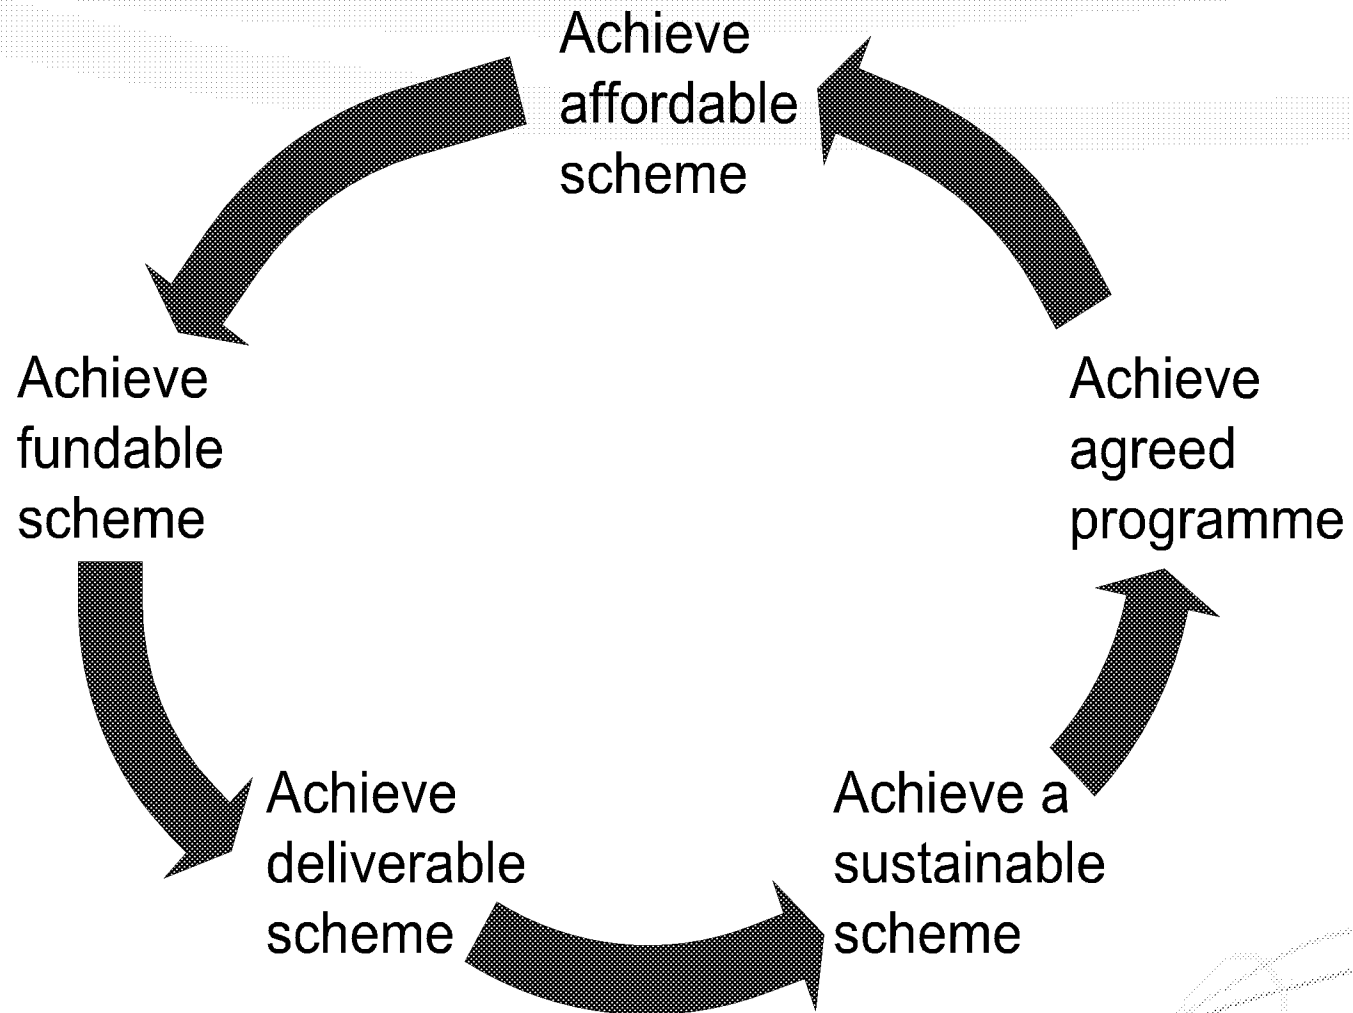 Achieve
affordable
scheme
Achieve
fundable
scheme
Achieve
agreed
programme
Achieve
deliverable
scheme
Achieve a
sustainable
scheme